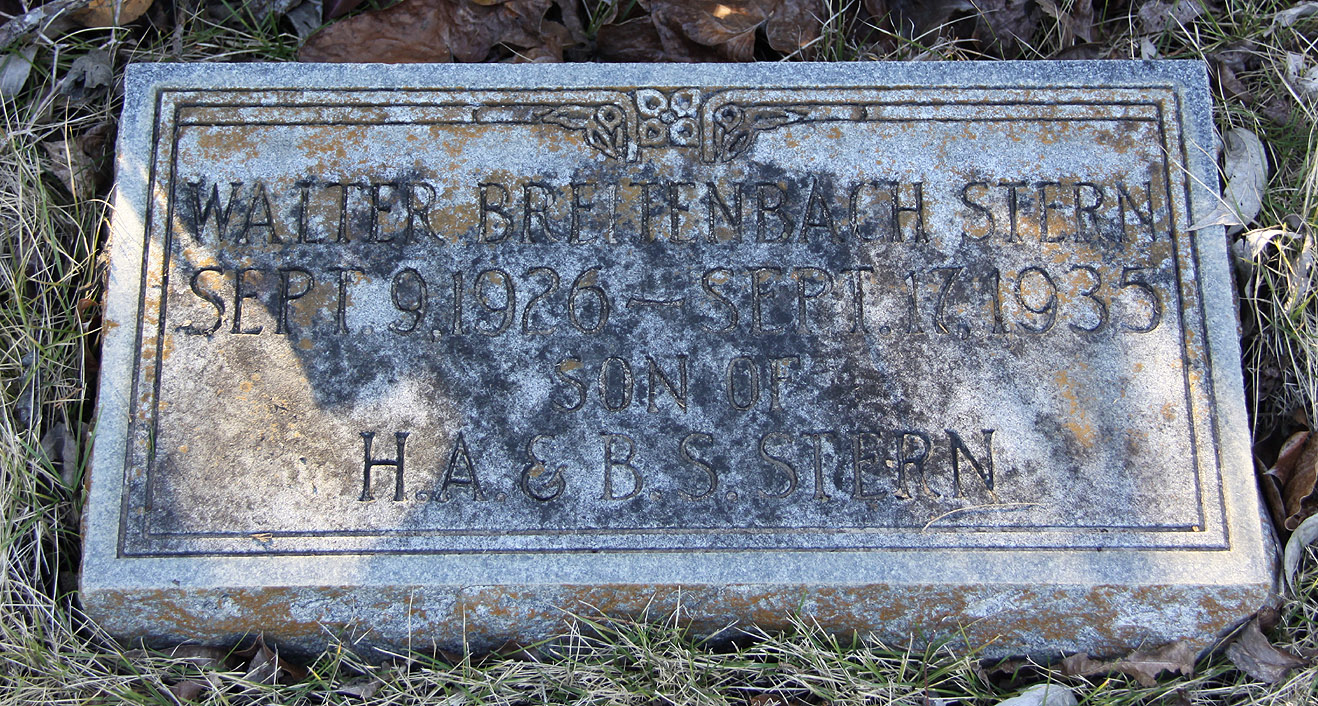 WALTER BREITENBACH STERN
SEPT. 9, 1926 ~ SEPT. 17, 1935
SON OF
H. A. & B. S. STERN